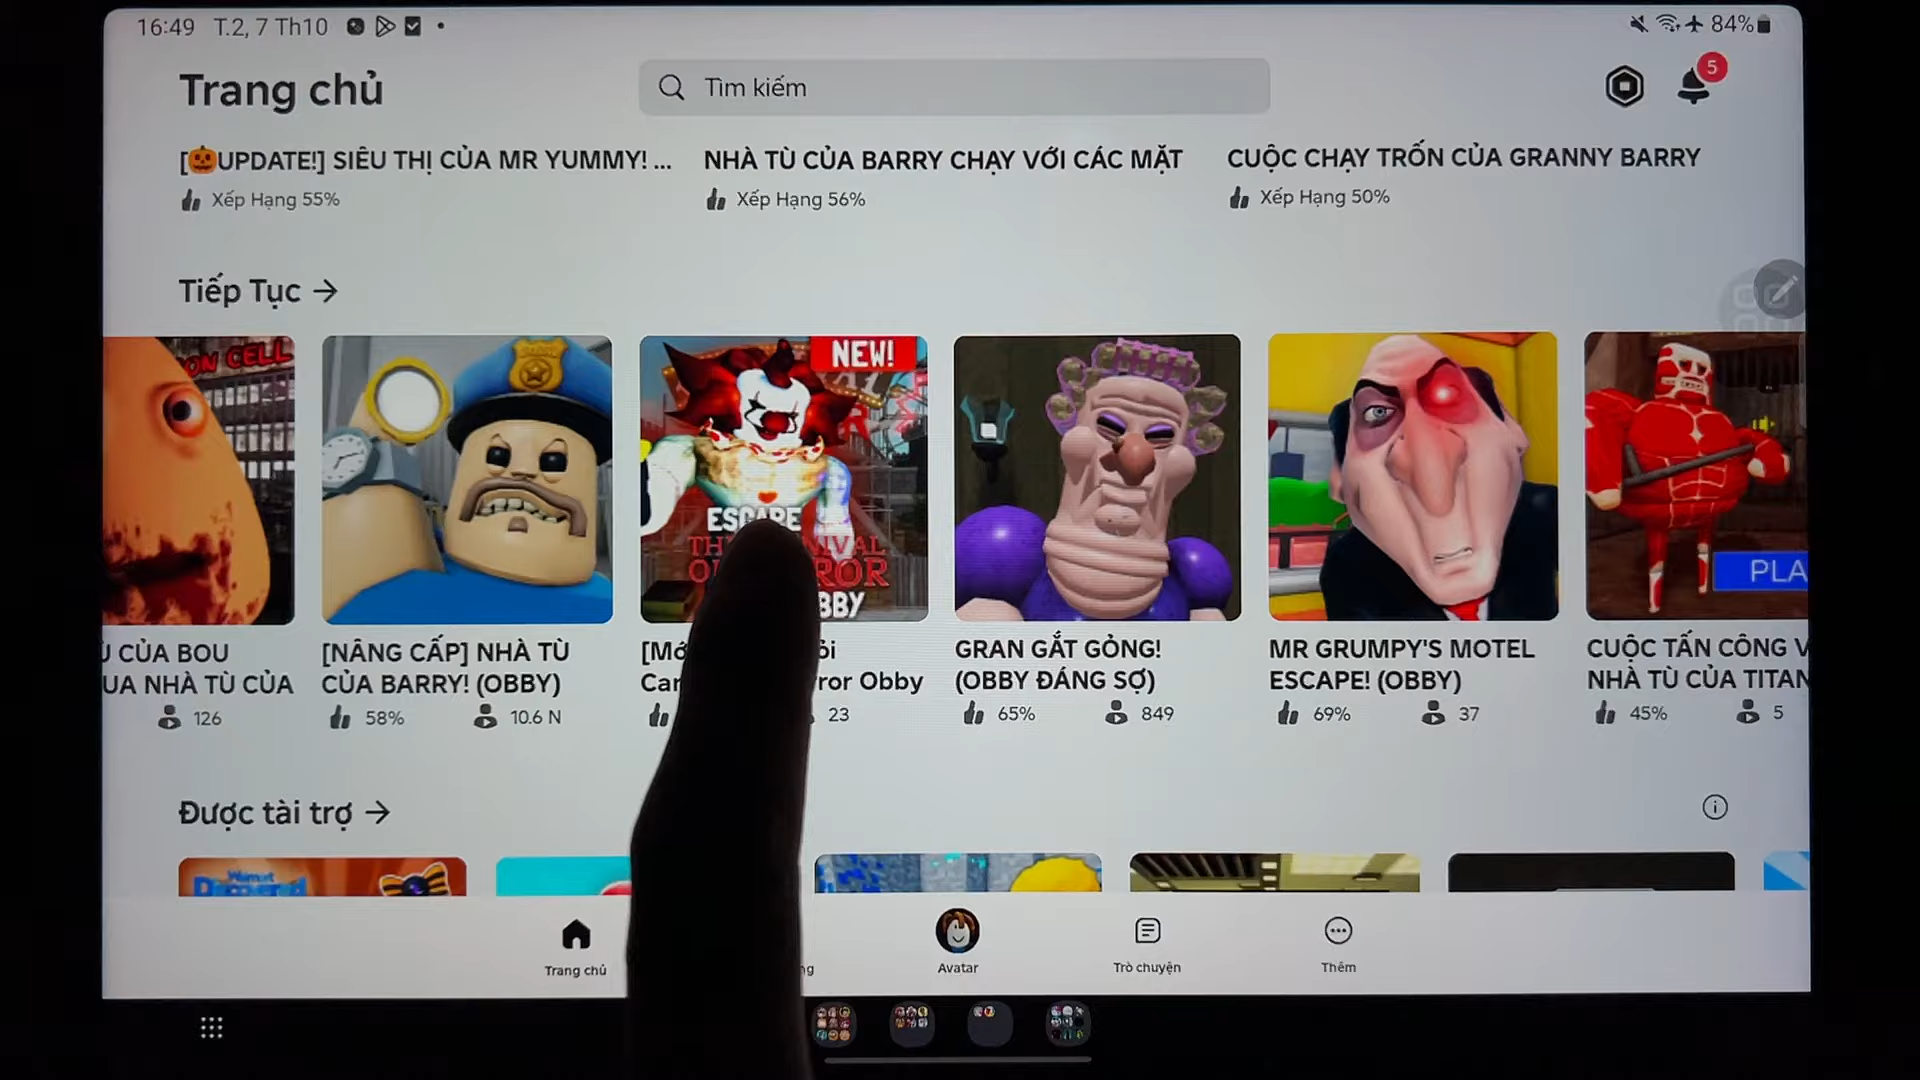 16:49 T.2, 7 Th10
84%
Trang chủ
Tìm kiếm
5
[🎃UPDATE!] SIÊU THỊ CỦA MR YUMMY! ...
Xếp Hạng 55%
NHÀ TÙ CỦA BARRY CHẠY VỚI CÁC MẶT
Xếp Hạng 56%
CUỘC CHẠY TRỐN CỦA GRANNY BARRY
Xếp Hạng 50%
Tiếp Tục →
ON CELL
NEW!
ESCAPE
BBY
PLA
CỦA BOU
UA NHÀ TÙ CỦA
126
[NÂNG CẤP] NHÀ TÙ
CỦA BARRY! (OBBY)
58% 10.6 N
Obby
23
GRAN GẮT GỎNG!
(OBBY ĐÁNG SỢ)
65% 849
MR GRUMPY'S MOTEL
ESCAPE! (OBBY)
69% 37
CUỘC TẤN CÔNG V
NHÀ TÙ CỦA TITAN
45% 5
Được tài trợ →
Walmart
Discovered
Trang chủ
Avatar
Trò chuyện
Thêm